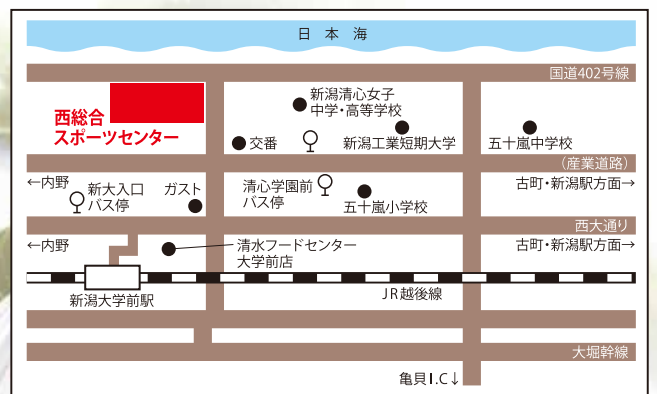 日本海
国道402号線
西総合
スポーツセンター
新潟清心女子
中学・高等学校
交番
新潟工業短期大学
五十嵐中学校
(産業道路)
←内野
新大入口
バス停
ガスト
清心学園前
バス停
五十嵐小学校
古町・新潟駅方面→
西大通り
←内野
清水フードセンター
大学前店
古町・新潟駅方面→
新潟大学前駅
JR越後線
大堀幹線
亀貝I.C↓